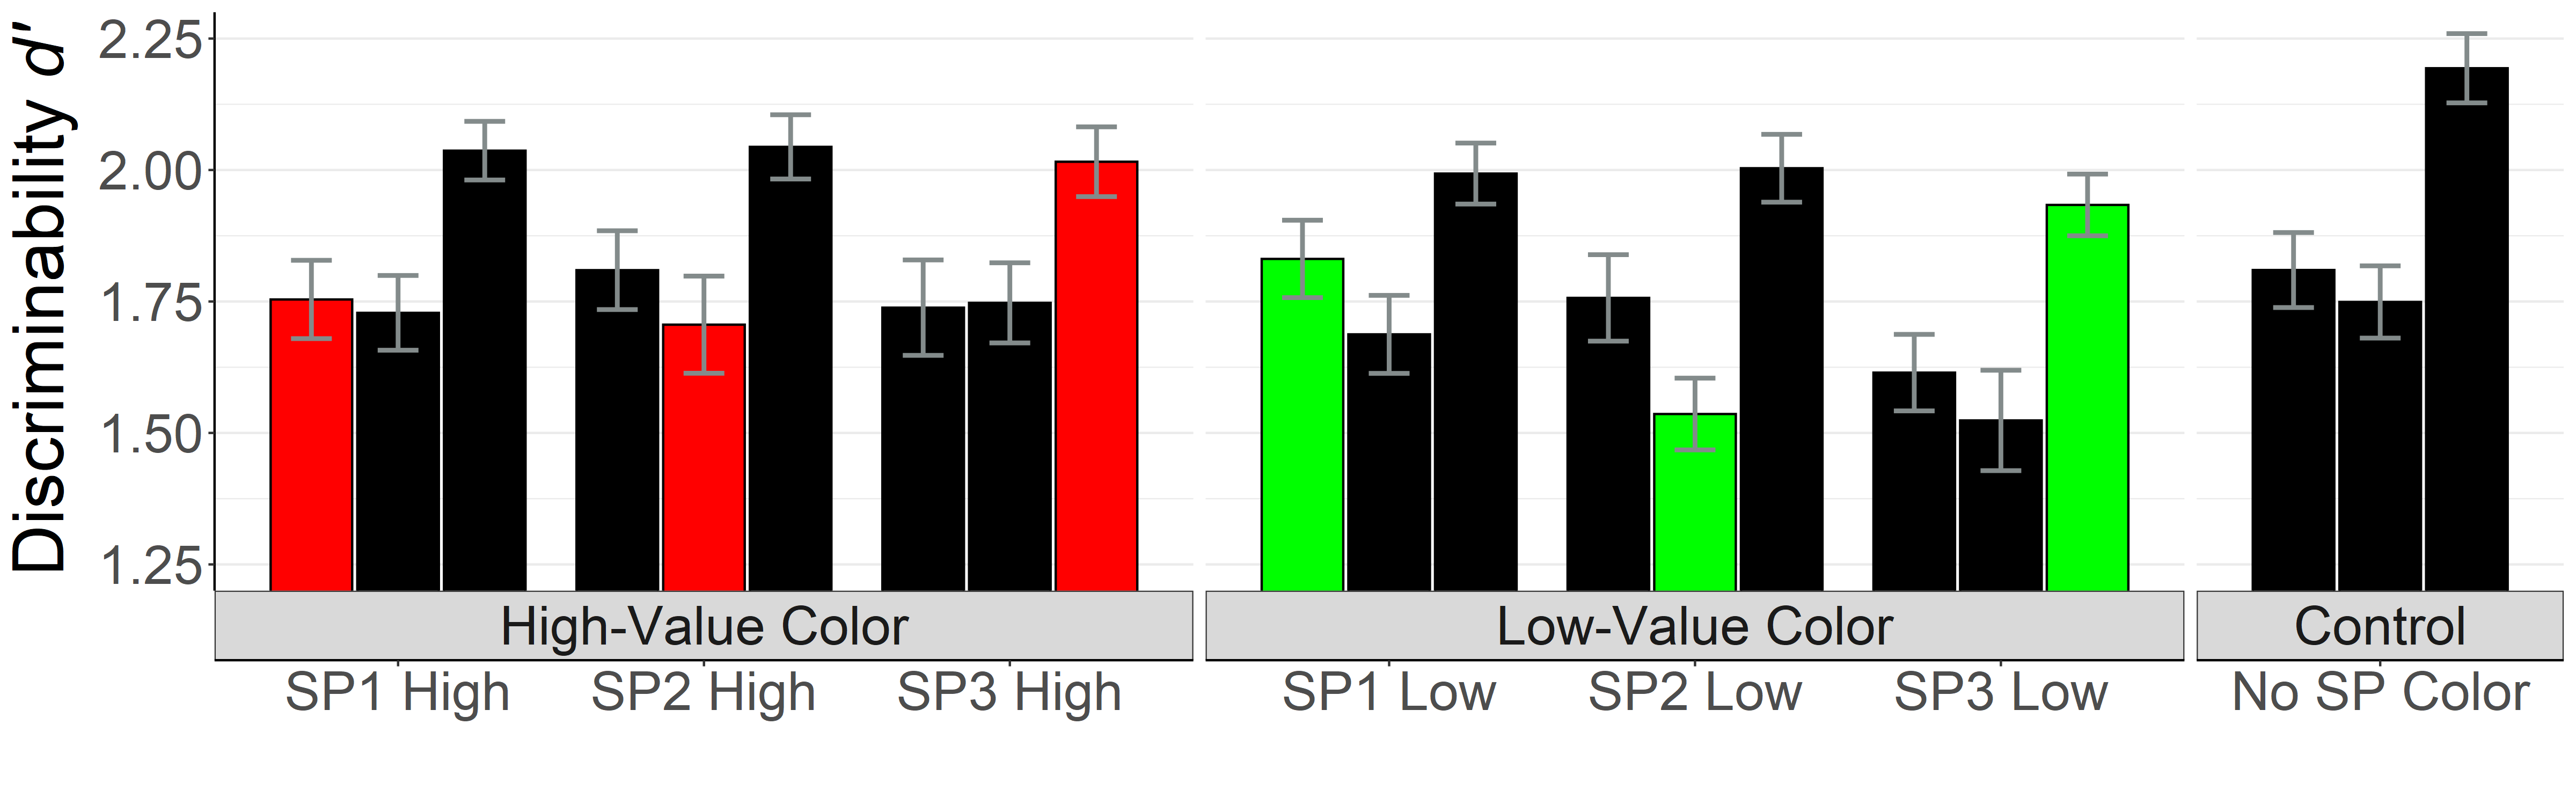 Discriminability d'
2.25
2.00
1.75
1.50
1.25
High-Value Color
Low-Value Color
Control
SP1 High
SP2 High
SP3 High
SP1 Low
SP2 Low
SP3 Low
No SP Color